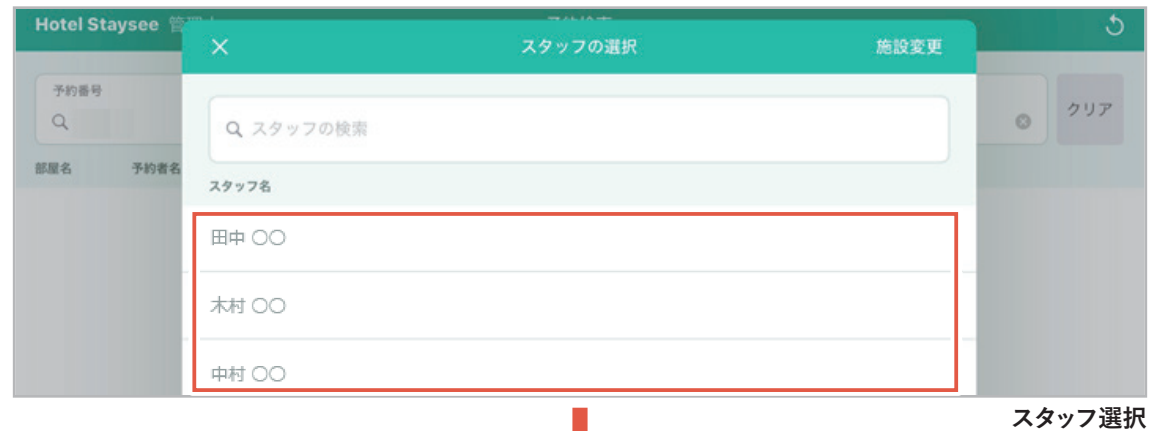 Hotel Staysee
スタッフの選択
施設変更
予約番号
スタッフの検索
クリア
部屋名 予約者名
スタッフ名
田中 〇〇
木村 〇〇
中村 〇〇
スタッフ選択